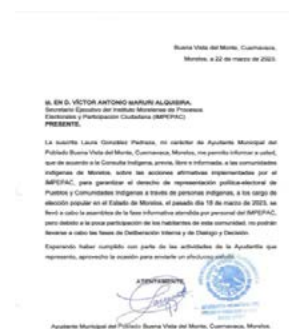 Buena Vista del Monte, Cuernavaca,
Morelos, a 22 de marzo de 2023.
M. EN D. VÍCTOR ANTONIO MARURI ALQUISIRA.
Secretario Ejecutivo del Instituto Morelense de Procesos
Electorales y Participación Ciudadana (IMPEPAC)
PRESENTE.
La suscrita Laura González Pedraza, mi carácter de Ayudante Municipal del
Poblado Buena Vista del Monte, Cuernavaca, Morelos, me permito informar a usted,
que de acuerdo a la Consulta Indígena, previa, libre e informada, a las comunidades
indígenas de Morelos, sobre las acciones afirmativas implementadas por el
IMPEPAC, para garantizar el derecho de representación política-electoral de
Pueblos y Comunidades Indígenas a través de personas indígenas, a los cargos de
elección popular en el Estado de Morelos, el pasado día 19 de marzo de 2023, se
llevó a cabo la asamblea de la fase informativa atendida por personal del IMPEPAC,
pero debido a la poca participación de los habitantes de esta comunidad, no podrán
llevarse a cabo las fases de Deliberación Interna y de Dialogo y Decisión.
Esperando haber cumplido con parte de las actividades de la Ayudantía que
represento, aprovecho la ocasión para enviarle un afectuoso saludo.
ATENTAMENTE
Ayudante Municipal del Poblado Buena Vista del Monte, Cuernavaca, Morelos.